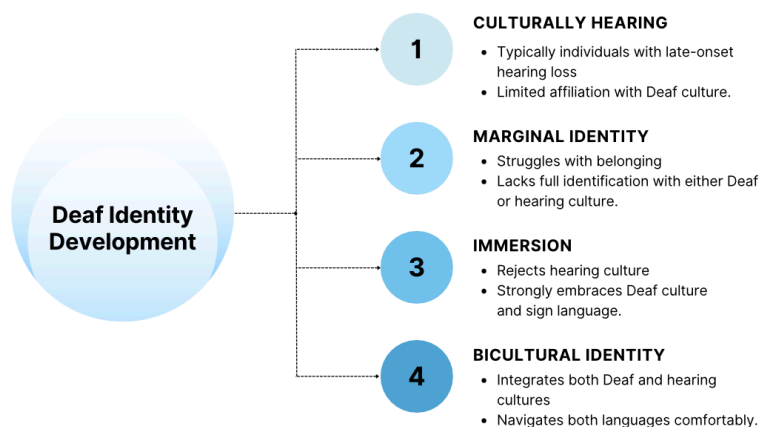 Deaf Identity
Development
1
CULTURALLY HEARING
• Typically individuals with late-onset
hearing loss
• Limited affiliation with Deaf culture.
2
MARGINAL IDENTITY
• Struggles with belonging
• Lacks full identification with either Deaf
or hearing culture.
3
IMMERSION
• Rejects hearing culture
• Strongly embraces Deaf culture
and sign language.
4
BICULTURAL IDENTITY
• Integrates both Deaf and hearing
cultures
• Navigates both languages comfortably.